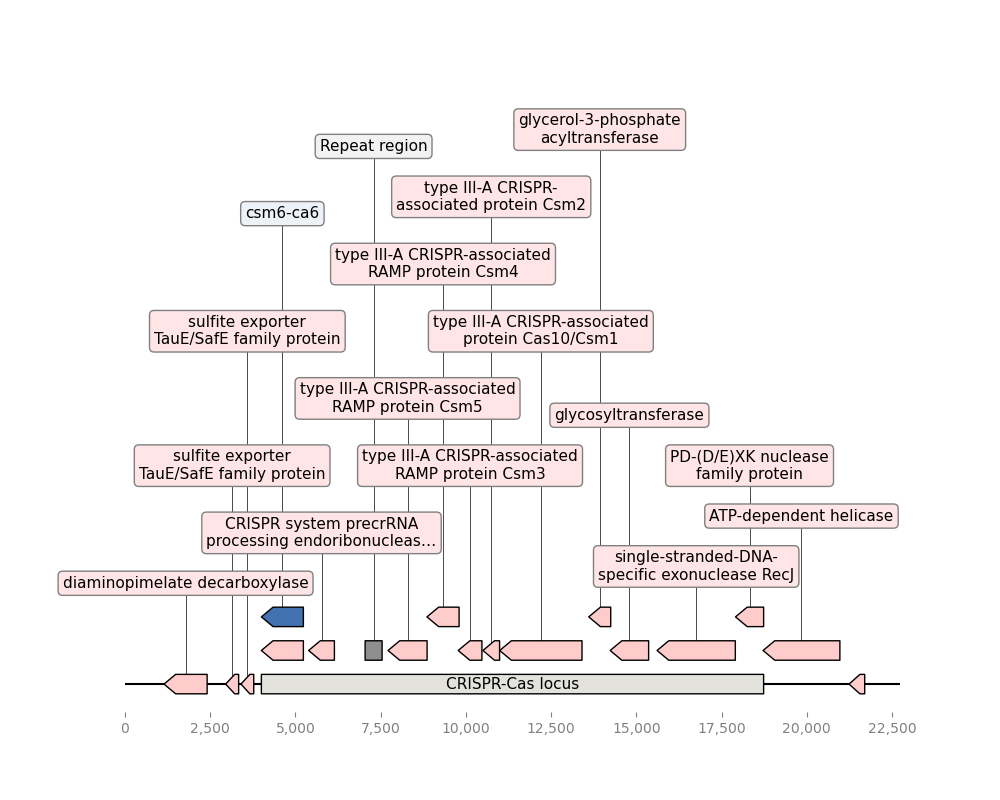 glycerol-3-phosphate
acyltransferase
Repeat region
type III-A CRISPR-
associated protein Csm2
csm6-ca6
type III-A CRISPR-associated
RAMP protein Csm4
sulfite exporter
TauE/SafE family protein
type III-A CRISPR-associated
protein Cas10/Csm1
type III-A CRISPR-associated
RAMP protein Csm5
glycosyltransferase
sulfite exporter
TauE/SafE family protein
type III-A CRISPR-associated
RAMP protein Csm3
PD-(D/E)XK nuclease
family protein
ATP-dependent helicase
CRISPR system precrRNA
processing endoribonucleas…
single-stranded-DNA-
specific exonuclease RecJ
diaminopimelate decarboxylase
CRISPR-Cas locus
0 2,500 5,000 7,500 10,000 12,500 15,000 17,500 20,000 22,500